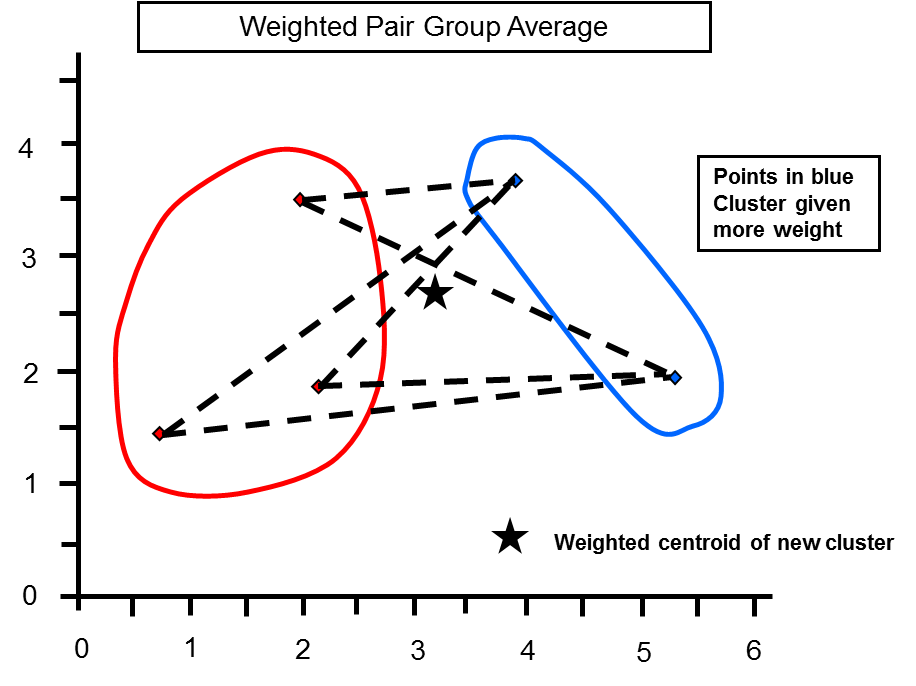 Weighted Pair Group Average
4
3
2
1
0
Points in blue
Cluster given
more weight
Weighted centroid of new cluster
0 1 2 3 4 5 6